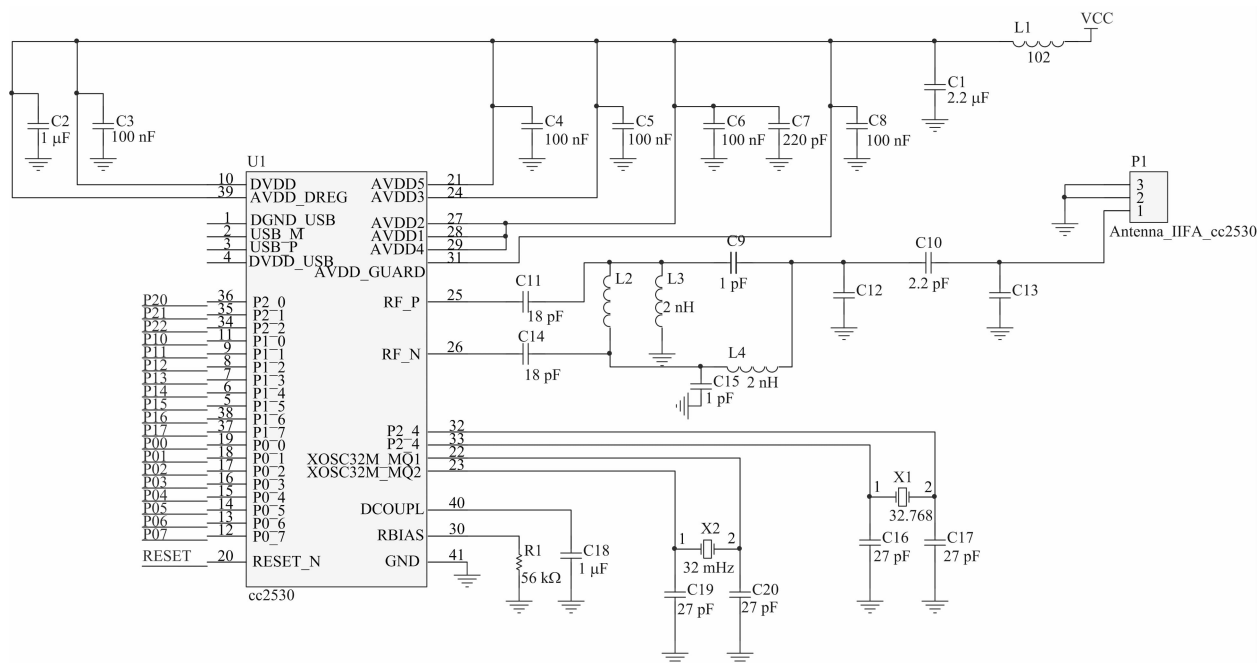 VCC
L1
102
C1
2.2 µF
C2
1 µF
C3
100 nF
C4
100 nF
C5
100 nF
C6
100 nF
C7
220 pF
C8
100 nF
U1
10 DVDD
39 AVDD_DREG
1 DGND_USB
2 USB_M
3 USB_P
4 DVDD_USB
AVDD5 21
AVDD3 24
AVDD2 27
AVDD1 28
AVDD4 29
AVDD_GUARD 31
P1
3
2
1
Antenna_IIFA_cc2530
C9
1 pF
C10
2.2 pF
C11
18 pF
L2
L3
2 nH
C12
C13
RF_P 25
RF_N 26
C14
18 pF
L4
2 nH
C15
1 pF
P20 36 P2_0
P21 35 P2_1
P22 34 P2_2
P10 11 P1_0
P11 9 P1_1
P12 8 P1_2
P13 7 P1_3
P14 6 P1_4
P15 5 P1_5
P16 38 P1_6
P17 37 P1_7
P00 19 P0_0
P01 18 P0_1
P02 17 P0_2
P03 16 P0_3
P04 15 P0_4
P05 14 P0_5
P06 13 P0_6
P07 12 P0_7
RESET 20 RESET_N
P2_4 32
P2_4 33
XOSC32M_MQ1 22
XOSC32M_MQ2 23
DCOUPL 40
RBIAS 30
GND 41
cc2530
R1
56 kΩ
C18
1 µF
1 X2 2
32 mHz
C19
27 pF
C20
27 pF
1 X1 2
32.768
C16
27 pF
C17
27 pF